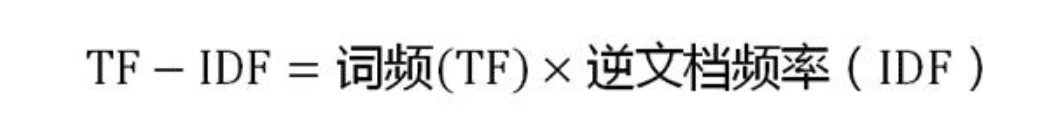 TF − IDF = 词频(TF) × 逆文档频率（IDF）